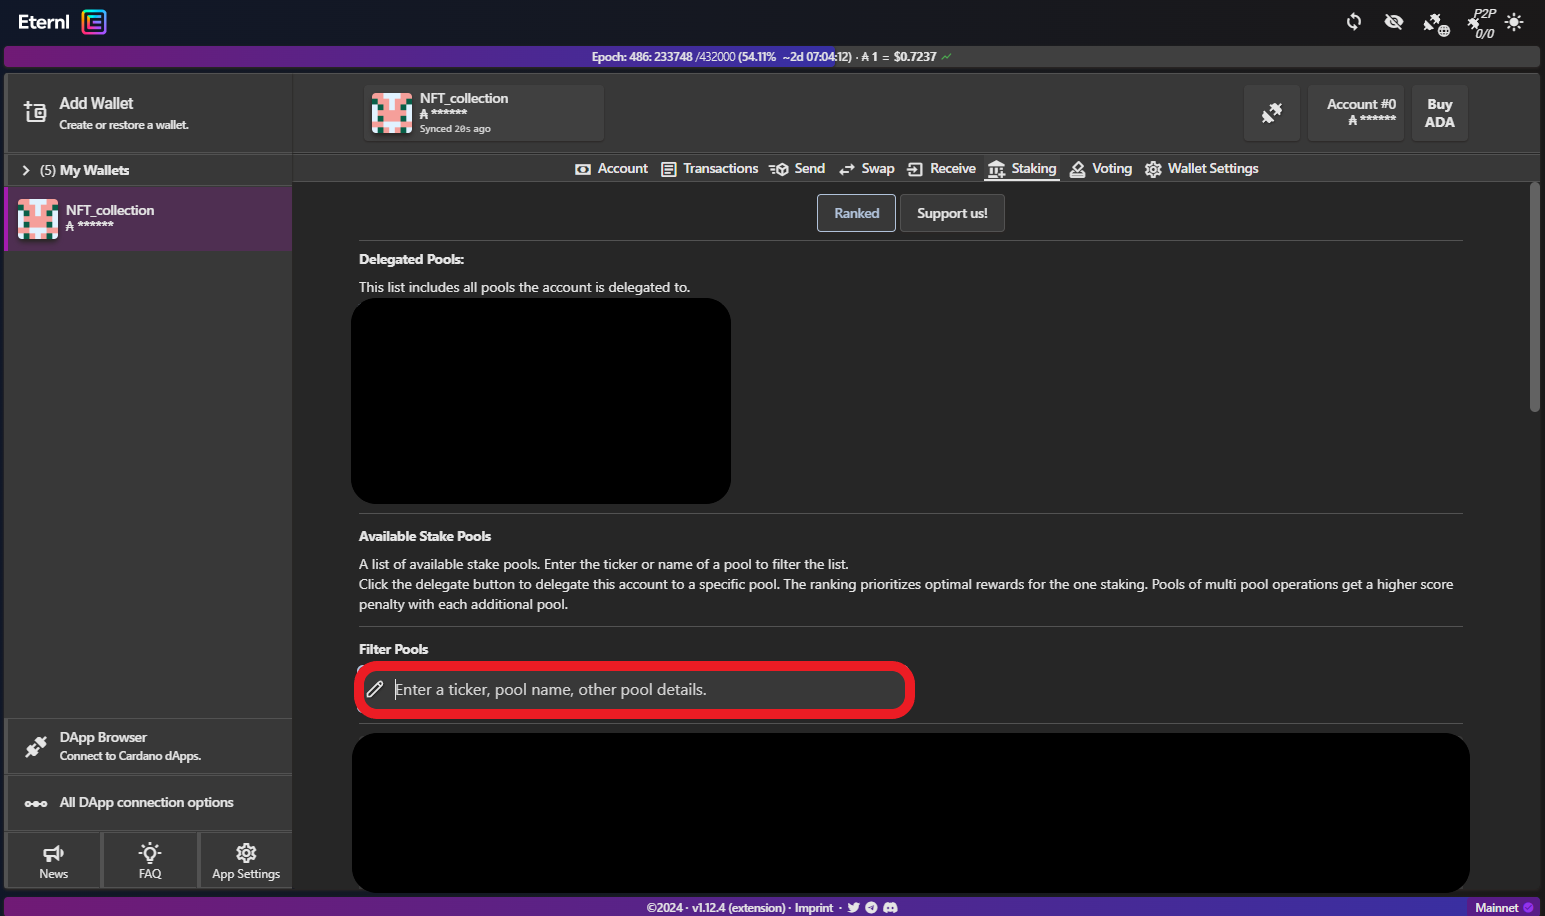 Eternl
P2P
0/0
Epoch: 486: 233748 /432000 (54.11% ~2d 07:04:12) · ₳ 1 = $0.7237
Add Wallet
Create or restore a wallet.
NFT_collection
₳ ******
Synced 20s ago
Account #0
₳ ******
Buy
ADA
(5) My Wallets
Account Transactions Send Swap Receive Staking Voting Wallet Settings
NFT_collection
₳ ******
Ranked Support us!
Delegated Pools:
This list includes all pools the account is delegated to.
Available Stake Pools
A list of available stake pools. Enter the ticker or name of a pool to filter the list.
Click the delegate button to delegate this account to a specific pool. The ranking prioritizes optimal rewards for the one staking. Pools of multi pool operations get a higher score
penalty with each additional pool.
Filter Pools
Enter a ticker, pool name, other pool details.
DApp Browser
Connect to Cardano dApps.
All DApp connection options
News FAQ App Settings
©2024 · v1.12.4 (extension) · Imprint ·
Mainnet